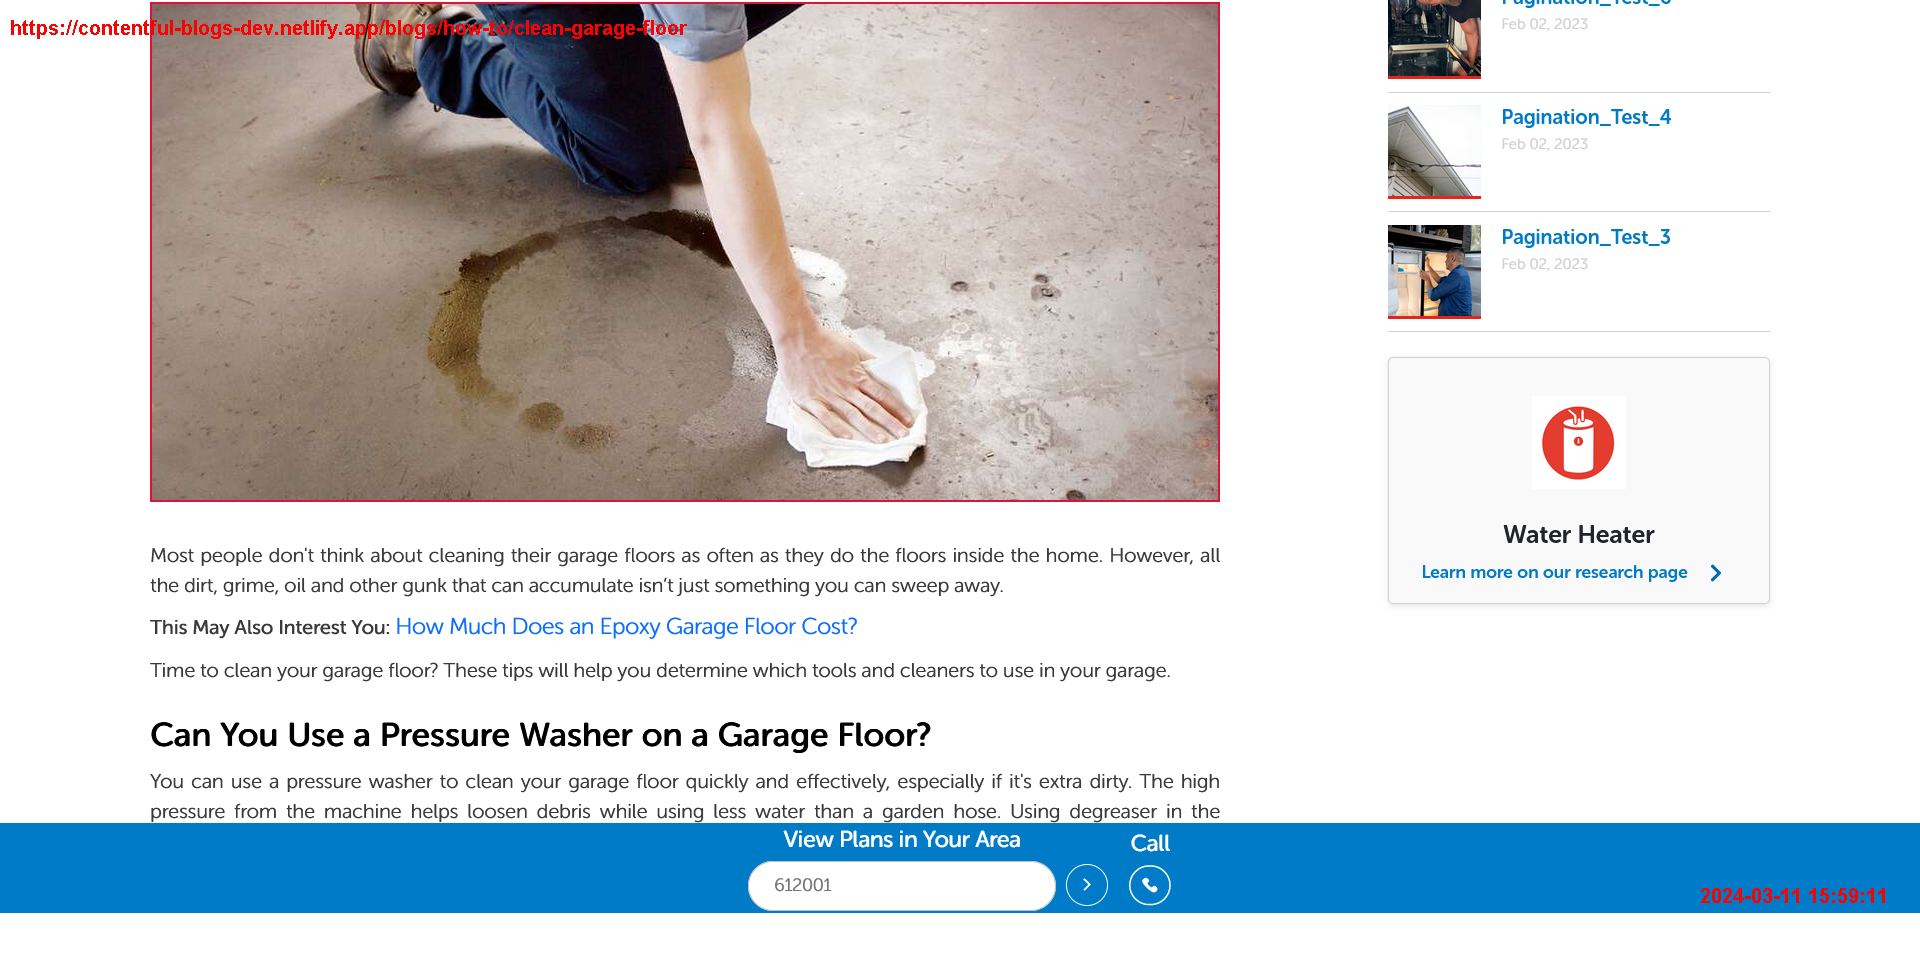 https://contentful-blogs-dev.netlify.app/blogs/how-to/clean-garage-floor
Most people don't think about cleaning their garage floors as often as they do the floors inside the home. However, all
the dirt, grime, oil and other gunk that can accumulate isn’t just something you can sweep away.
This May Also Interest You: How Much Does an Epoxy Garage Floor Cost?
Time to clean your garage floor? These tips will help you determine which tools and cleaners to use in your garage.
Can You Use a Pressure Washer on a Garage Floor?
You can use a pressure washer to clean your garage floor quickly and effectively, especially if it's extra dirty. The high
pressure from the machine helps loosen debris while using less water than a garden hose. Using degreaser in the
Feb 02, 2023
Pagination_Test_4
Feb 02, 2023
Pagination_Test_3
Feb 02, 2023
Water Heater
Learn more on our research page
View Plans in Your Area
612001
Call
2024-03-11 15:59:11